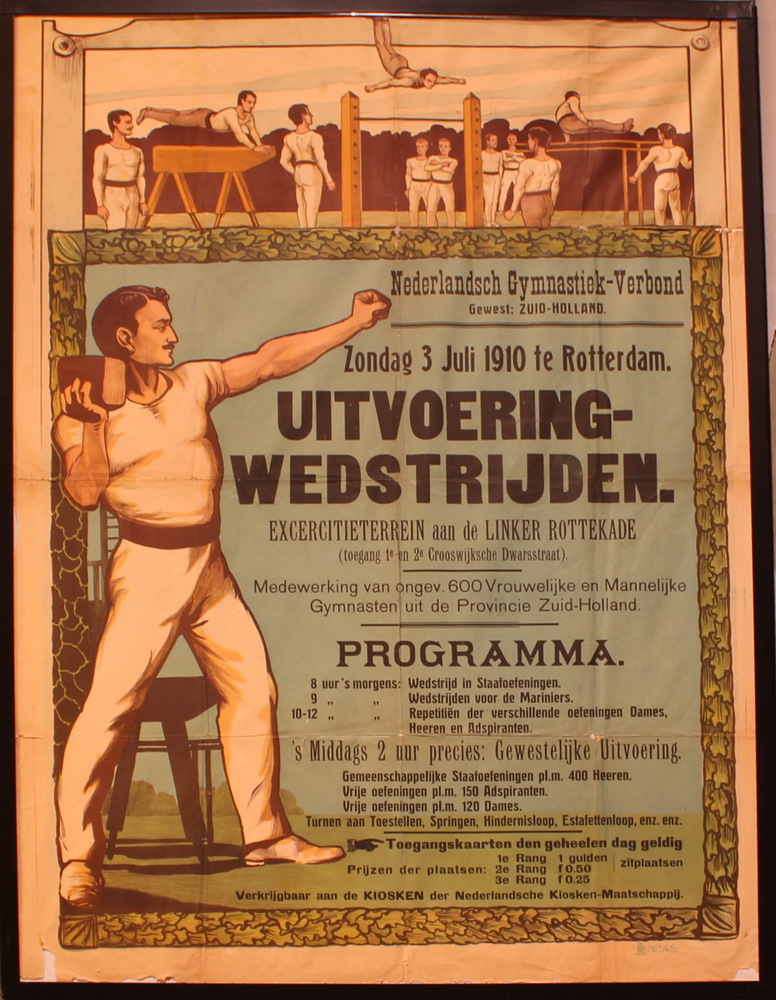 Nederlandsch Gymnastiek-Verbond
Gewest: ZUID-HOLLAND.
Zondag 3 Juli 1910 te Rotterdam.
UITVOERING-
WEDSTRIJDEN.
EXCERCITIETERREIN aan de LINKER ROTTEKADE
(toegang 1e en 2e Crooswijksche Dwarsstraat).
Medewerking van ongev. 600 Vrouwelijke en Mannelijke
Gymnasten uit de Provincie Zuid-Holland.
PROGRAMMA.
8 uur 's morgens: Wedstrijd in Staafoefeningen.
9 „ „ Wedstrijden voor de Mariniers.
10-12 „ „ Repetitiën der verschillende oefeningen Dames,
Heeren en Adspiranten.
's Middags 2 uur precies: Gewestelijke Uitvoering.
Gemeenschappelijke Staafoefeningen pl.m. 400 Heeren.
Vrije oefeningen pl.m. 150 Adspiranten.
Vrije oefeningen pl.m. 120 Dames.
Turnen aan Toestellen, Springen, Hindernisloop, Estafettenloop, enz. enz.
Toegangskaarten den geheelen dag geldig
Prijzen der plaatsen: 1e Rang 1 gulden zitplaatsen
2e Rang f 0.50
3e Rang f 0.25
Verkrijgbaar aan de KIOSKEN der Nederlandsche Kiosken-Maatschappij.